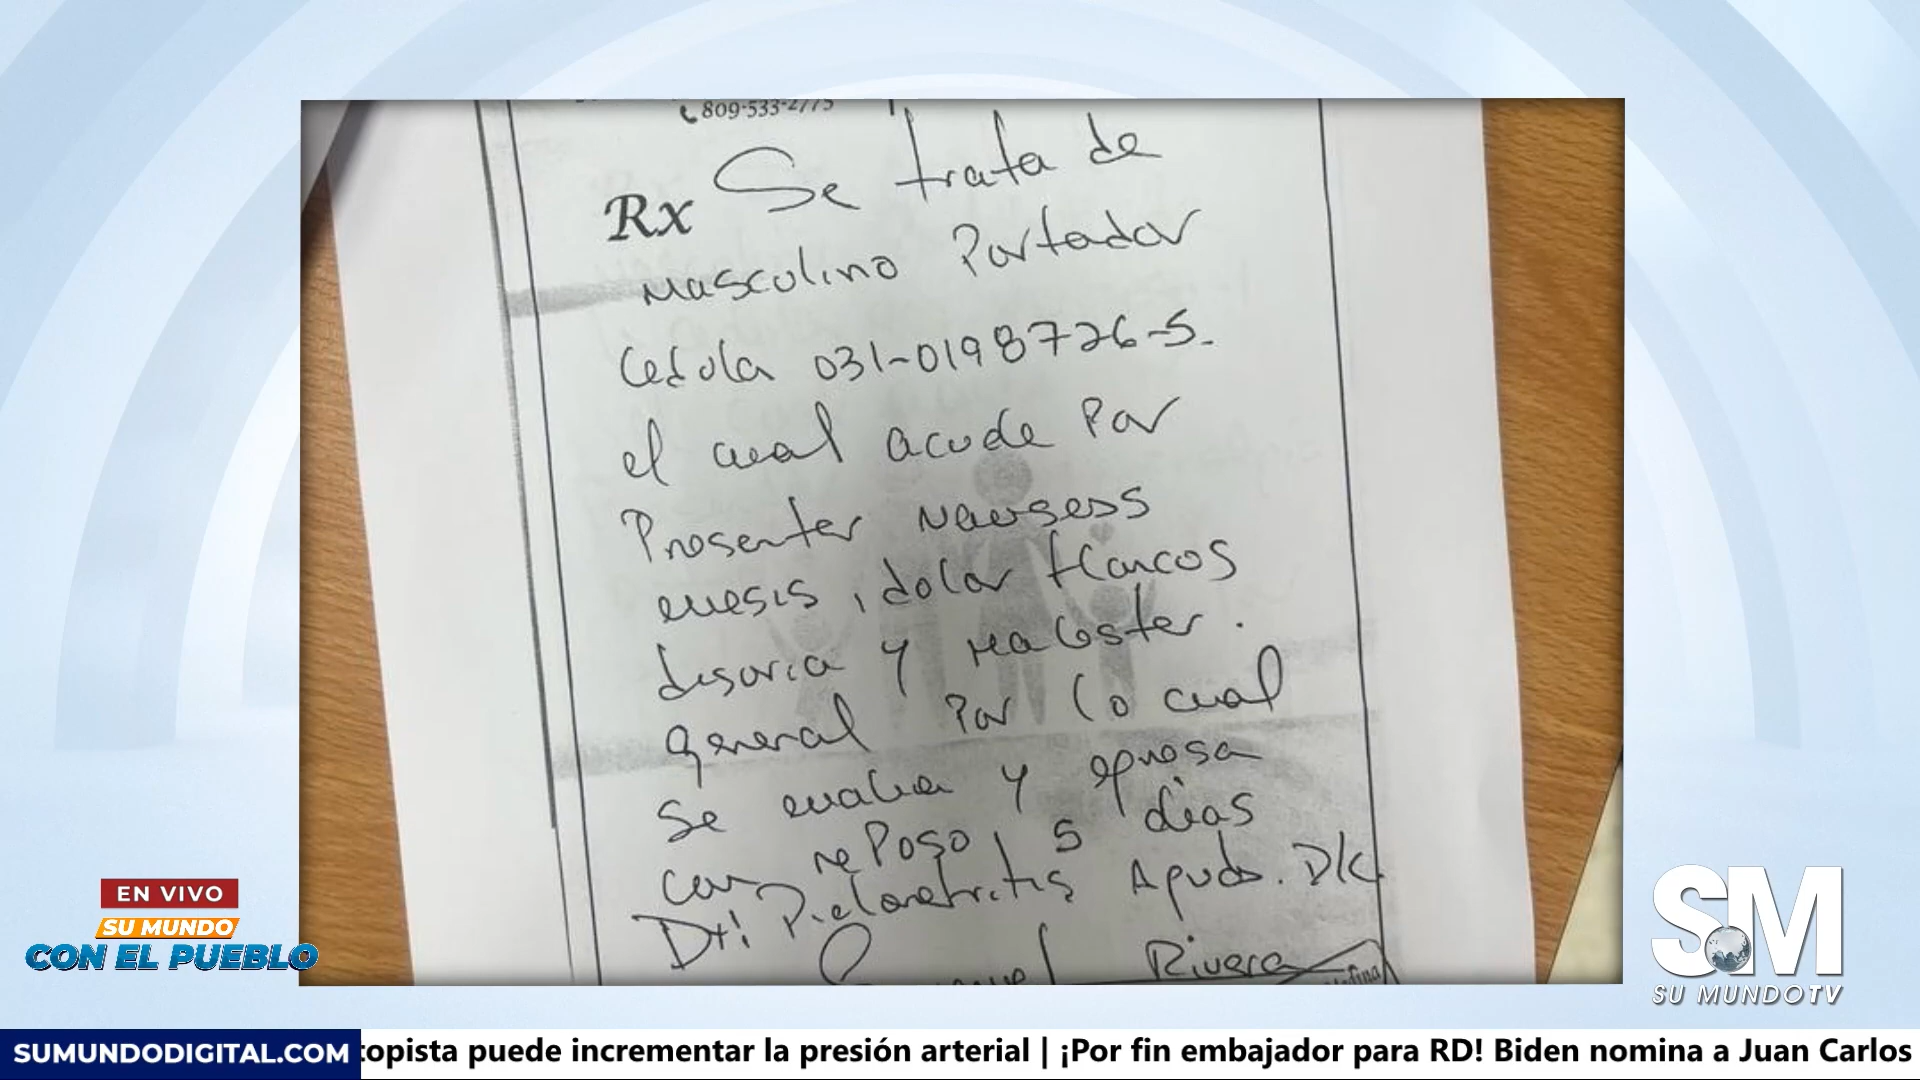 809-533-2775
Rx Se trata de
masculino Portador
Cedula 031-0198726-5.
el cual acude Por
Presenter Nauseas
emesis, dolor flancos
disuria y malester.
general Por lo cual
Se evalua y egresa
con rePoso 5 dias
Dx: Pielonefritis Aguda. DK
Rivera
EN VIVO
SU MUNDO
CON EL PUEBLO
SM
SU MUNDO TV
SUMUNDODIGITAL.COM topista puede incrementar la presión arterial | ¡Por fin embajador para RD! Biden nomina a Juan Carlos